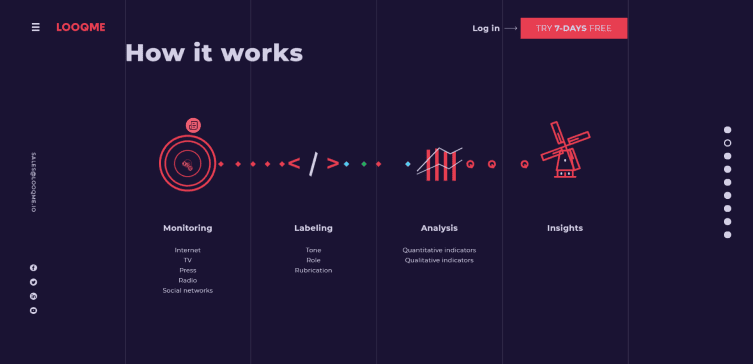 LOOQME
Log in
TRY 7-DAYS FREE
How it works
SALES@LOOQME.IO
</>
Monitoring
Internet
TV
Press
Radio
Social networks
Labeling
Tone
Role
Rubrication
Analysis
Quantitative indicators
Qualitative indicators
Insights